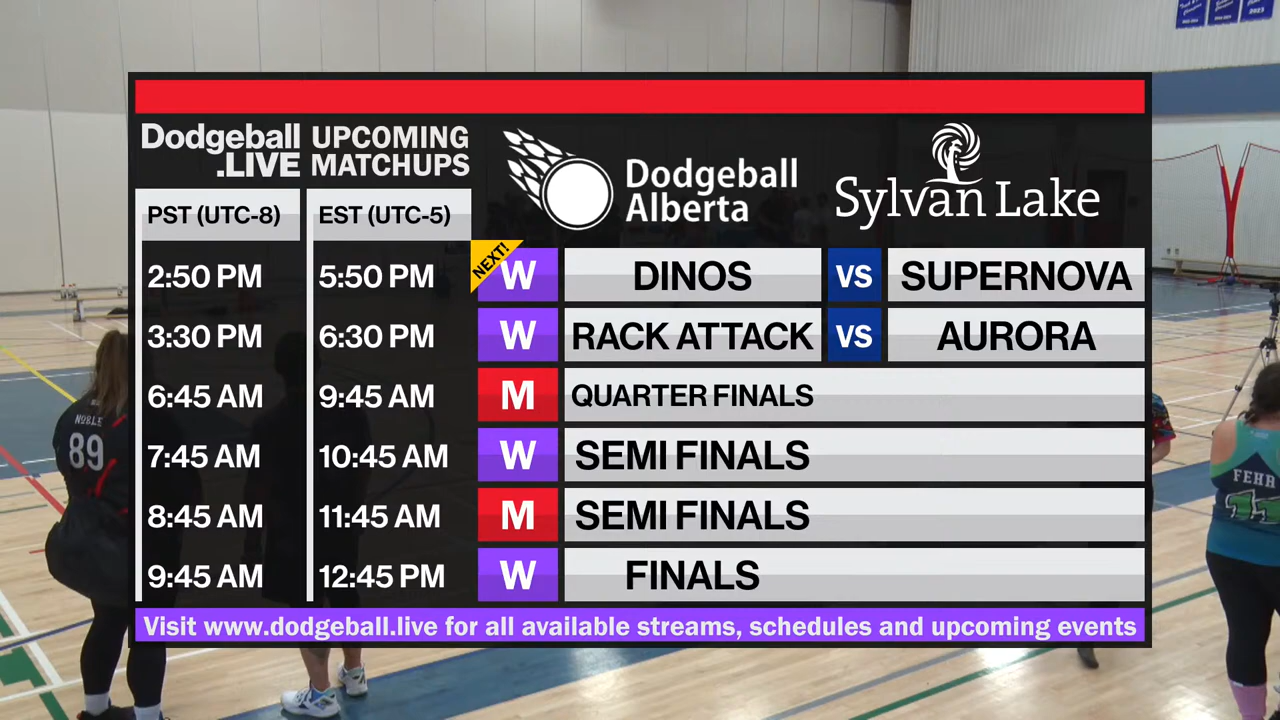 Dodgeball
.LIVE
UPCOMING
MATCHUPS
Dodgeball
Alberta
Sylvan Lake
PST (UTC-8) EST (UTC-5)
NEXT!
2:50 PM 5:50 PM W DINOS VS SUPERNOVA
3:30 PM 6:30 PM W RACK ATTACK VS AURORA
6:45 AM 9:45 AM M QUARTER FINALS
7:45 AM 10:45 AM W SEMI FINALS
8:45 AM 11:45 AM M SEMI FINALS
9:45 AM 12:45 PM W FINALS
Visit www.dodgeball.live for all available streams, schedules and upcoming events
NOBLE
89
FEHR
11